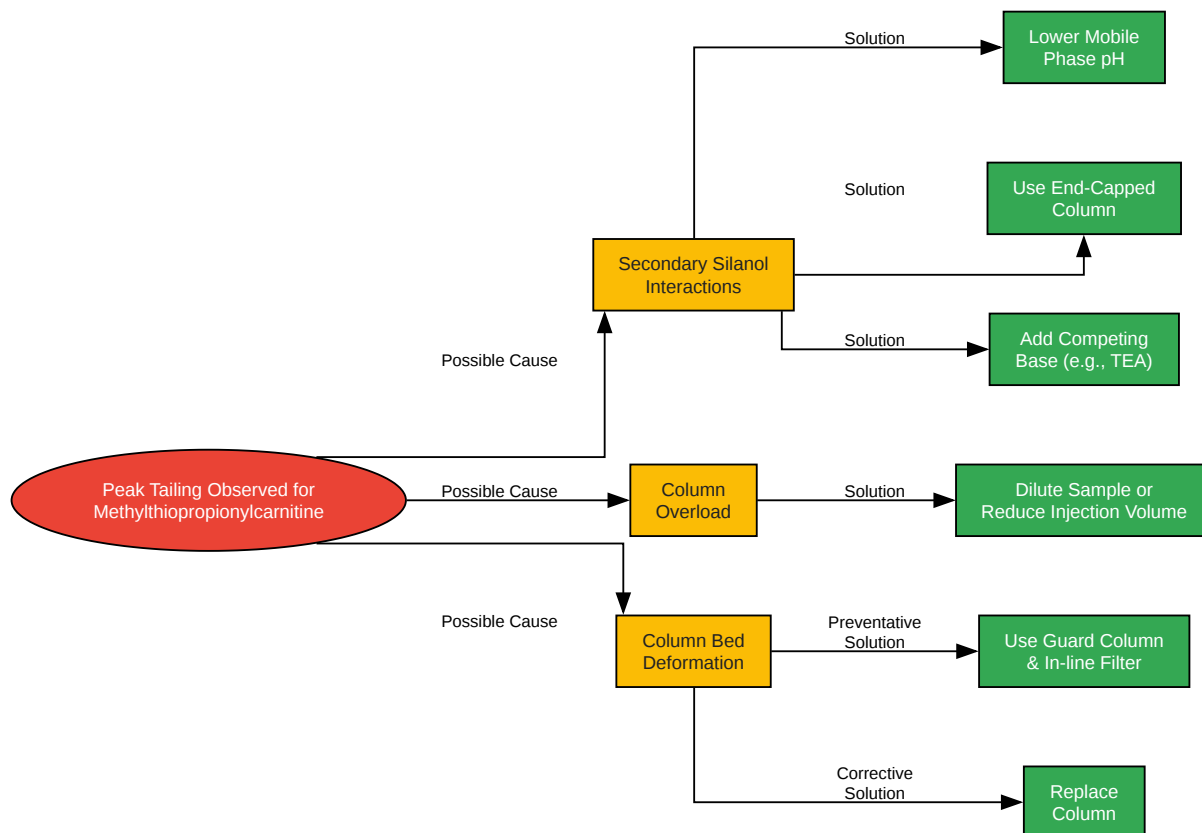 Solution
Lower Mobile
Phase pH
Solution
Use End-Capped
Column
Secondary Silanol
Interactions
Solution
Add Competing
Base (e.g., TEA)
Possible Cause
Peak Tailing Observed for
Methylthiopropionylcarnitine
Possible Cause
Column
Overload
Solution
Dilute Sample or
Reduce Injection Volume
Possible Cause
Column Bed
Deformation
Preventative
Solution
Use Guard Column
& In-line Filter
Corrective
Solution
Replace
Column